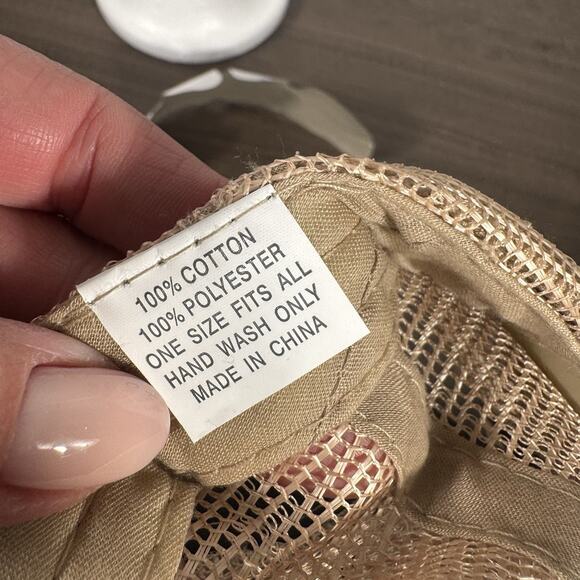 100% COTTON
100% POLYESTER
ONE SIZE FITS ALL
HAND WASH ONLY
MADE IN CHINA